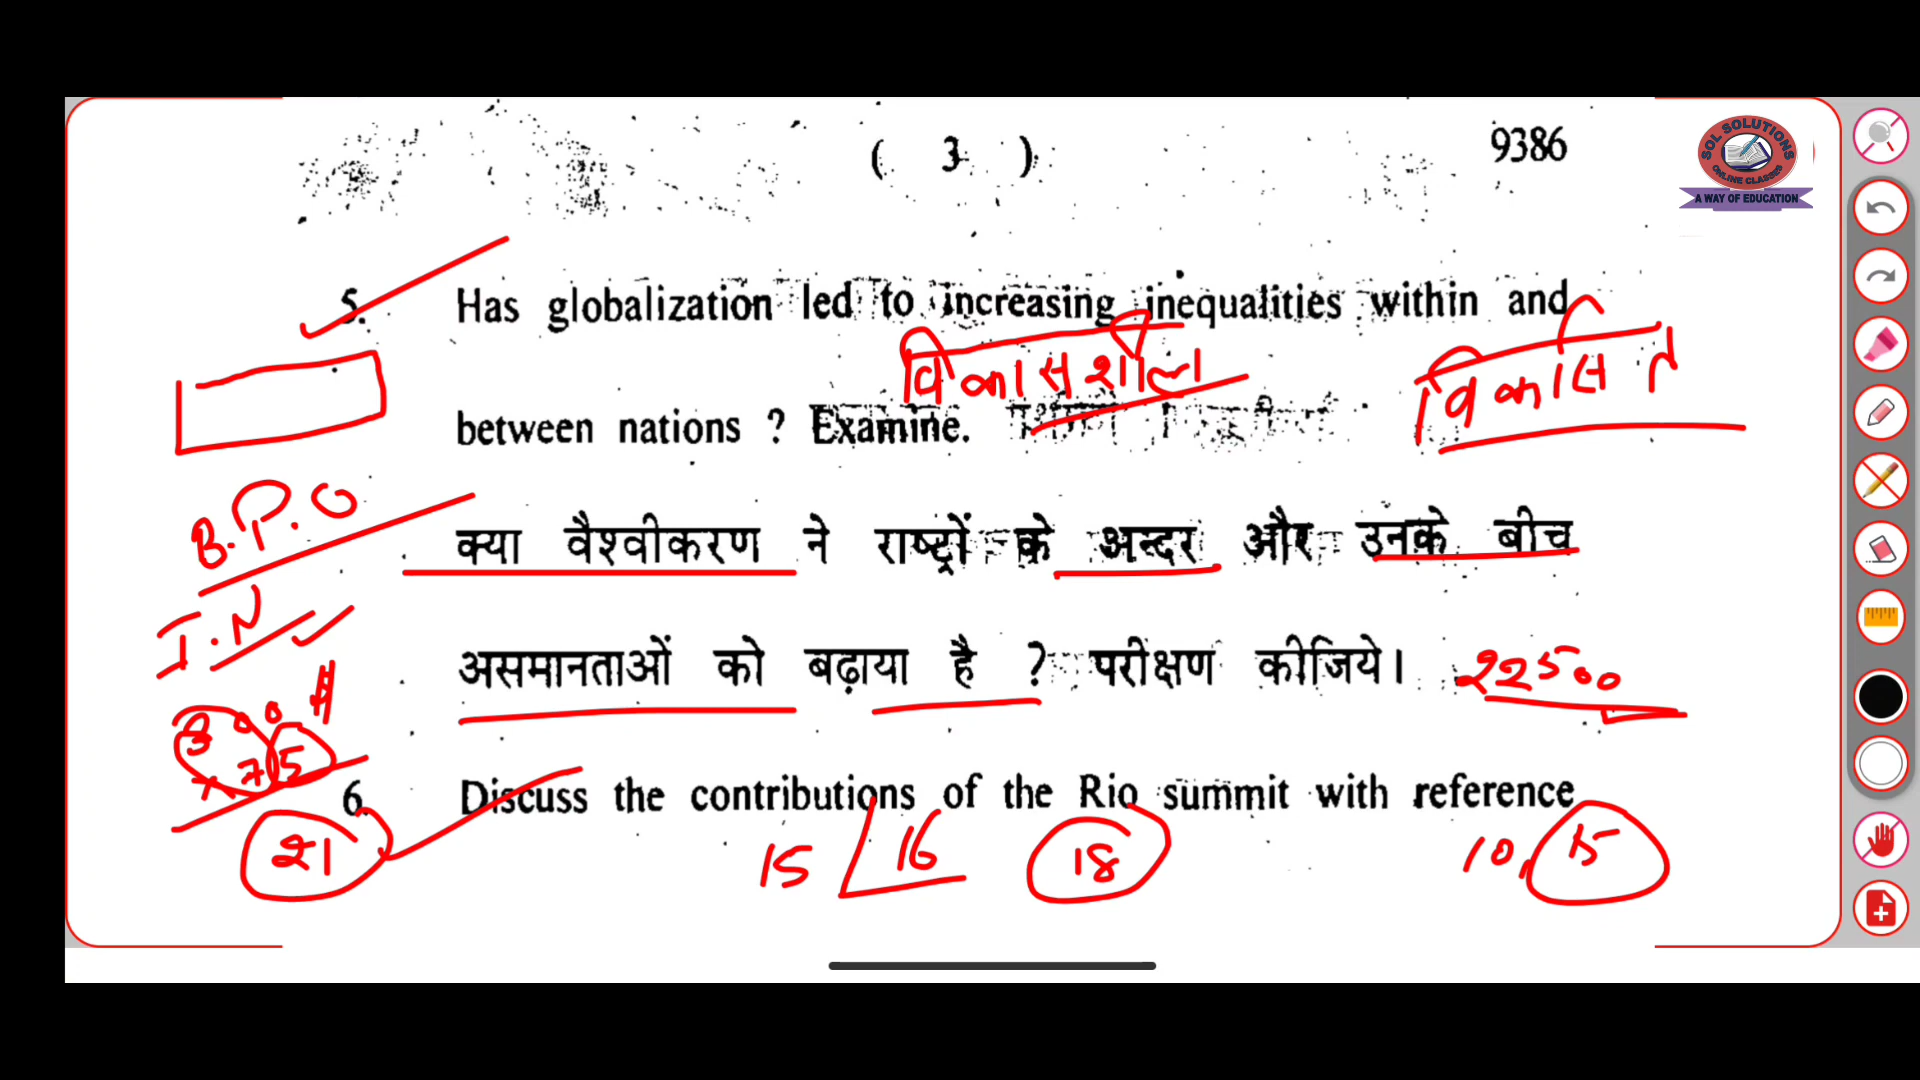 ( 3 )
9386
SOL SOLUTIONS
ONLINE CLASSES
A WAY OF EDUCATION
5. Has globalization led to increasing inequalities within and
विकासशील
विकासित
between nations ? Examine.
B.P.O
क्या वैश्वीकरण ने राष्ट्रों के अन्दर और उनके बीच
I.N
असमानताओं को बढ़ाया है ? परीक्षण कीजिये।
22500
300 $
x 75
6. Discuss the contributions of the Rio summit with reference
21
15 16 18 10, 15